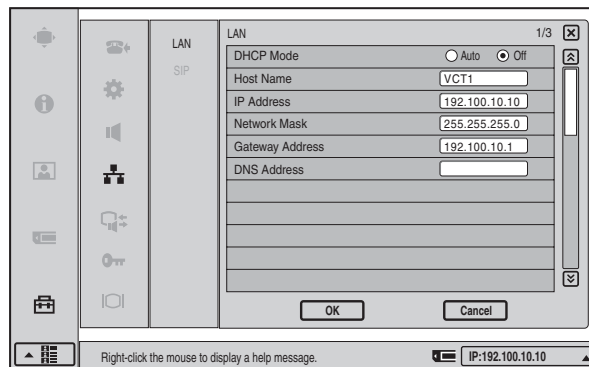 LAN
SIP
LAN 1/3
DHCP Mode Auto Off
Host Name VCT1
IP Address 192.100.10.10
Network Mask 255.255.255.0
Gateway Address 192.100.10.1
DNS Address
OK Cancel
Right-click the mouse to display a help message.
IP:192.100.10.10